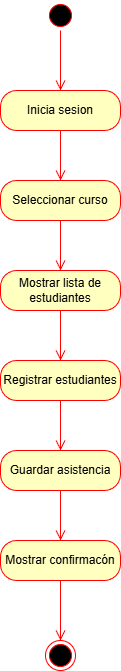 Inicia sesion
Seleccionar curso
Mostrar lista de
estudiantes
Registrar estudiantes
Guardar asistencia
Mostrar confirmacón